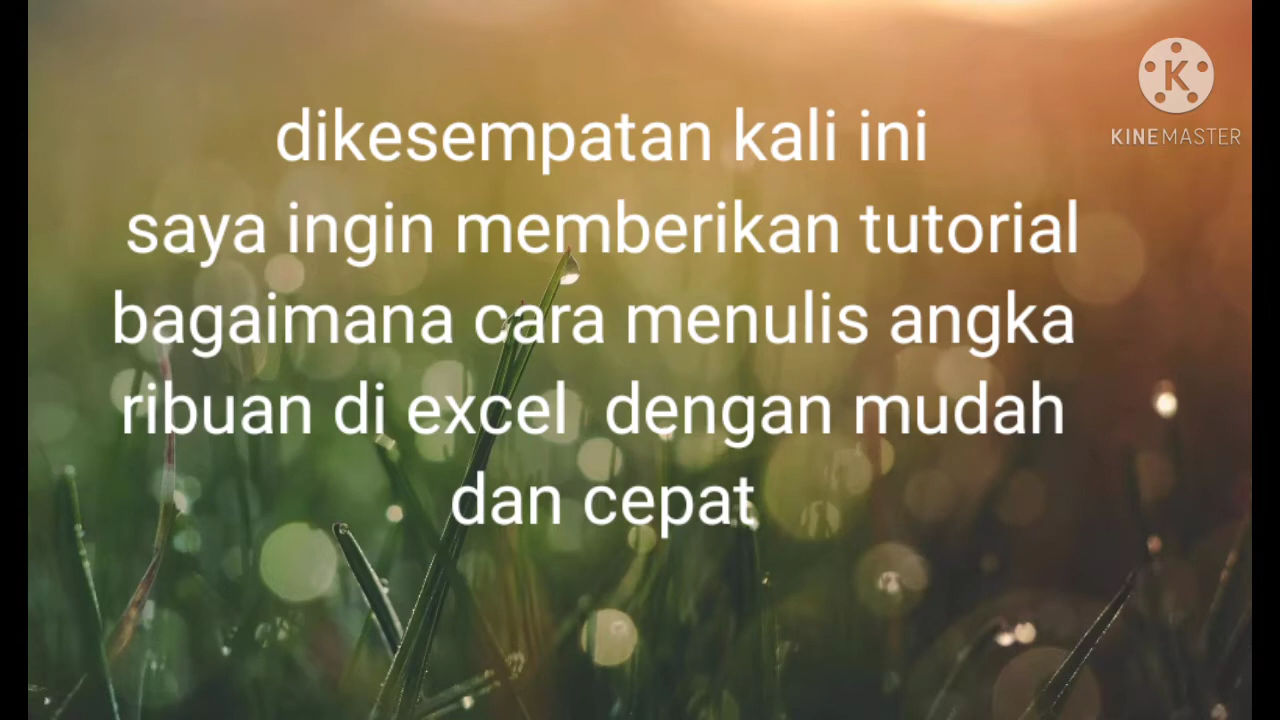 dikesempatan kali ini
saya ingin memberikan tutorial
bagaimana cara menulis angka
ribuan di excel dengan mudah
dan cepat
K
KINEMASTER